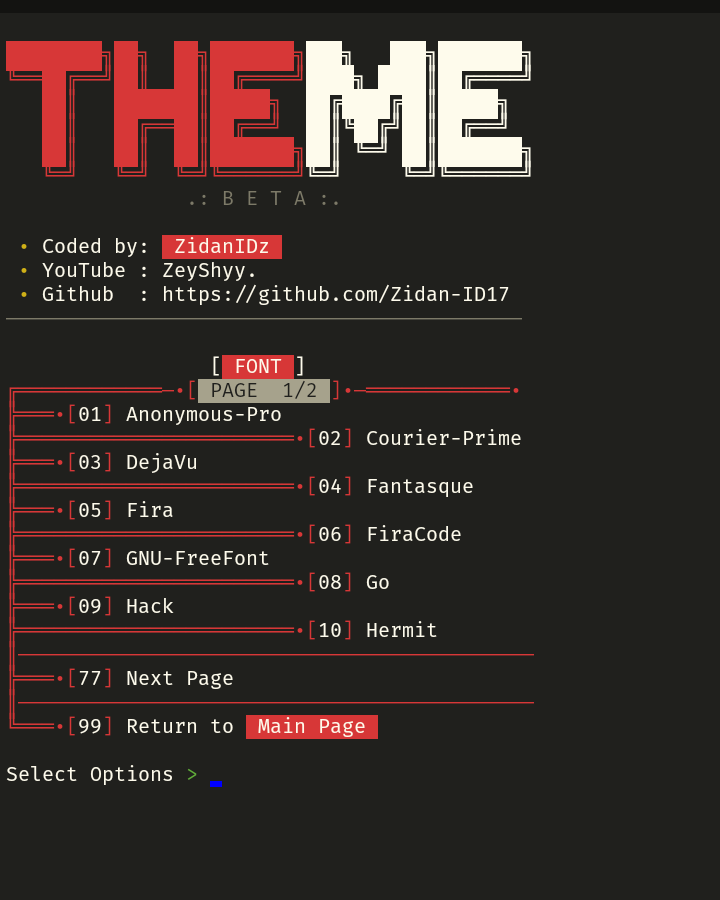 THEME
.: B E T A :.
• Coded by: ZidanIDz
• YouTube : ZeyShyy.
• Github  : https://github.com/Zidan-ID17
[ FONT ]
[ PAGE  1/2 ]
[01] Anonymous-Pro
[02] Courier-Prime
[03] DejaVu
[04] Fantasque
[05] Fira
[06] FiraCode
[07] GNU-FreeFont
[08] Go
[09] Hack
[10] Hermit
[77] Next Page
[99] Return to Main Page
Select Options >